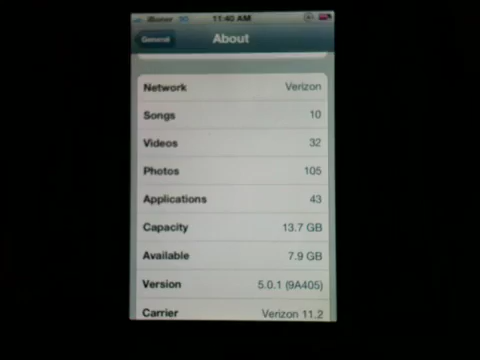 3G 11:40 AM
General About
Network Verizon
Songs 10
Videos 32
Photos 105
Applications 43
Capacity 13.7 GB
Available 7.9 GB
Version 5.0.1 (9A405)
Carrier Verizon 11.2